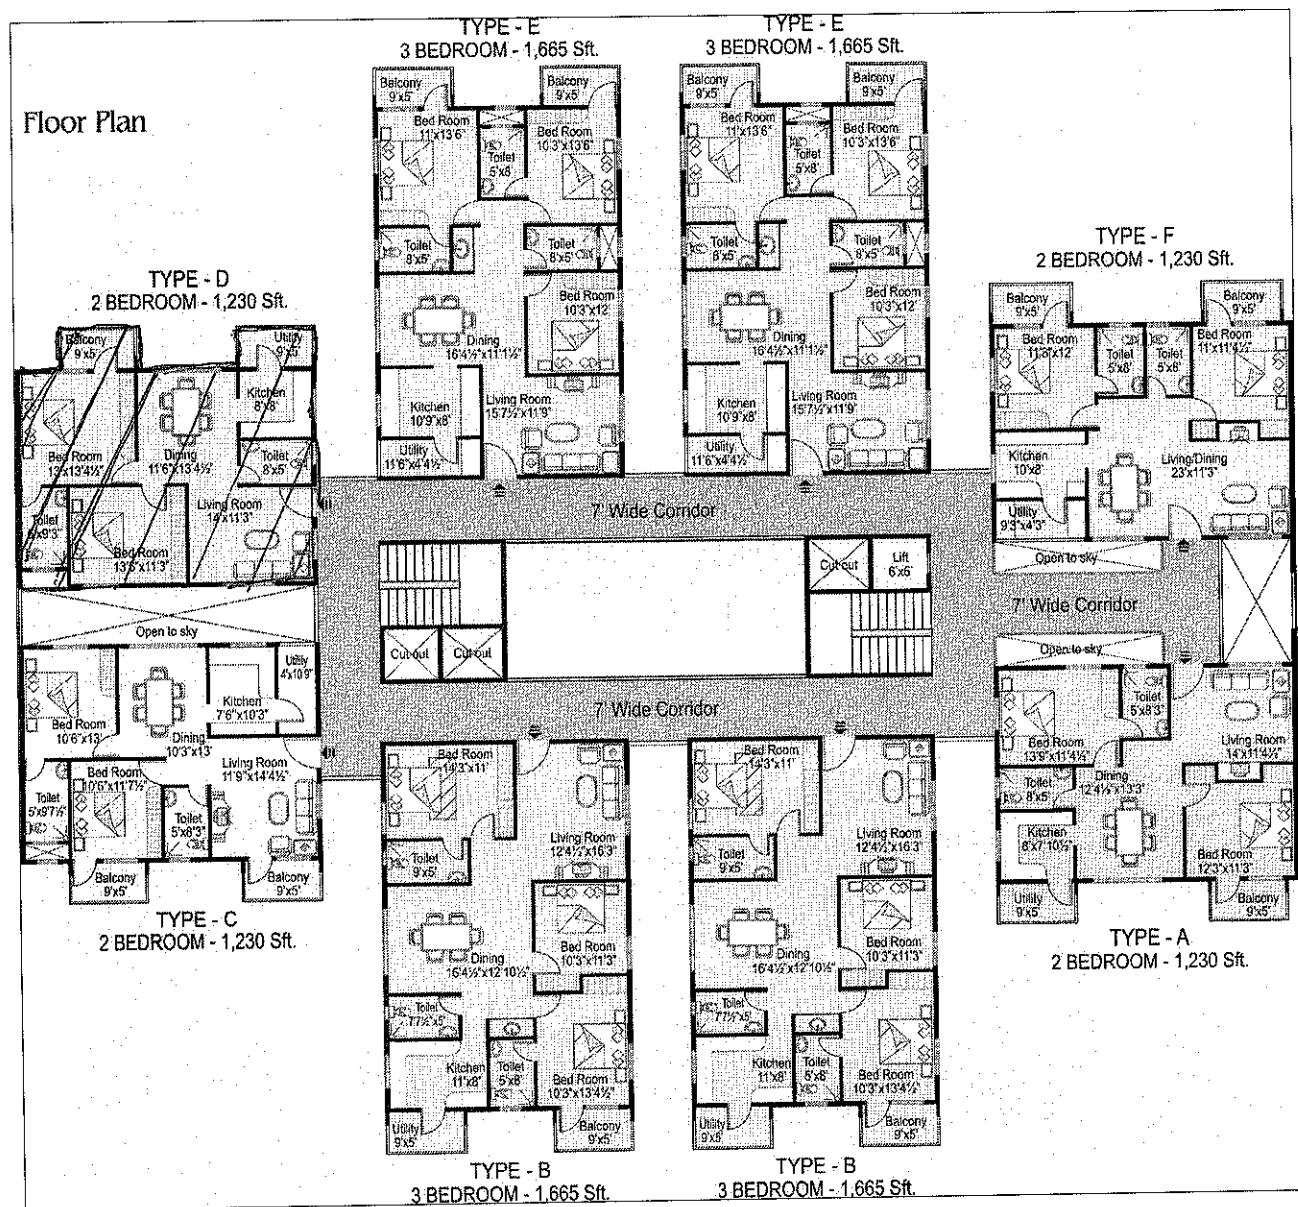 Floor Plan
TYPE - E
3 BEDROOM - 1,665 Sft.
Balcony
9'x5'
Balcony
9'x5'
Bed Room
11'x13'6"
Toilet
5'x8'
Bed Room
10'3"x13'6"
Toilet
8'x5'
Toilet
8'x5'
Bed Room
10'3"x12'
Dining
16'4½"x11'1½"
Kitchen
10'9"x8'
Living Room
15'7½"x11'9"
Utility
11'6"x4'4½"
TYPE - E
3 BEDROOM - 1,665 Sft.
Balcony
9'x5'
Balcony
9'x5'
Bed Room
11'x13'6"
Toilet
5'x8'
Bed Room
10'3"x13'6"
Toilet
8'x5'
Toilet
8'x5'
Bed Room
10'3"x12'
Dining
16'4½"x11'1½"
Kitchen
10'9"x8'
Living Room
15'7½"x11'9"
Utility
11'6"x4'4½"
TYPE - F
2 BEDROOM - 1,230 Sft.
Balcony
9'x5'
Balcony
9'x5'
Bed Room
11'3"x12'
Toilet
5'x8'
Toilet
5'x8'
Bed Room
11'x11'4½"
Kitchen
10'x8'
Living/Dining
23'x11'3"
Utility
9'3"x4'3"
Open to sky
TYPE - D
2 BEDROOM - 1,230 Sft.
Balcony
9'x5'
Utility
9'x5'
Kitchen
8'x8'
Bed Room
13'x13'4½"
Dining
11'6"x13'4½"
Toilet
8'x5'
Toilet
5'x9'3"
Living Room
14'x11'3"
Bed Room
13'6"x11'3"
7' Wide Corridor
Cut out
Lift
6'x6'
Cut out
Cut out
7' Wide Corridor
7' Wide Corridor
Open to sky
Open to sky
Utility
4'x10'9"
Kitchen
7'6"x10'3"
Bed Room
10'6"x13'
Dining
10'3"x13'
Bed Room
10'6"x11'7½"
Living Room
11'9"x14'4½"
Toilet
5'x9'7½"
Toilet
5'x8'3"
Balcony
9'x5'
Balcony
9'x5'
TYPE - C
2 BEDROOM - 1,230 Sft.
Bed Room
14'3"x11'
Living Room
12'4½"x16'3"
Toilet
9'x5'
Bed Room
10'3"x11'3"
Dining
16'4½"x12'10½"
Toilet
7'7½"x5'
Kitchen
11'x8'
Toilet
5'x8'
Bed Room
10'3"x13'4½"
Utility
9'x5'
Balcony
9'x5'
TYPE - B
3 BEDROOM - 1,665 Sft.
Bed Room
14'3"x11'
Living Room
12'4½"x16'3"
Toilet
9'x5'
Bed Room
10'3"x11'3"
Dining
16'4½"x12'10½"
Toilet
7'7½"x5'
Kitchen
11'x8'
Toilet
5'x8'
Bed Room
10'3"x13'4½"
Utility
9'x5'
Balcony
9'x5'
TYPE - B
3 BEDROOM - 1,665 Sft.
Toilet
5'x8'3"
Bed Room
13'9"x11'4½"
Living Room
14'x11'4½"
Toilet
8'x5'
Dining
12'4½"x13'3"
Kitchen
8'x7'10½"
Bed Room
12'3"x11'3"
Utility
9'x5'
Balcony
9'x5'
TYPE - A
2 BEDROOM - 1,230 Sft.